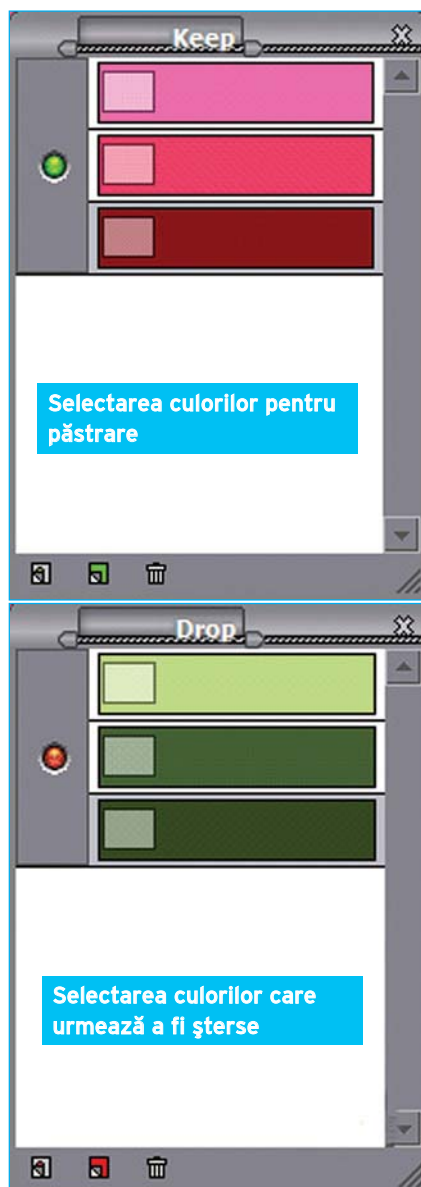 Keep
Selectarea culorilor pentru
păstrare
Drop
Selectarea culorilor care
urmează a fi şterse